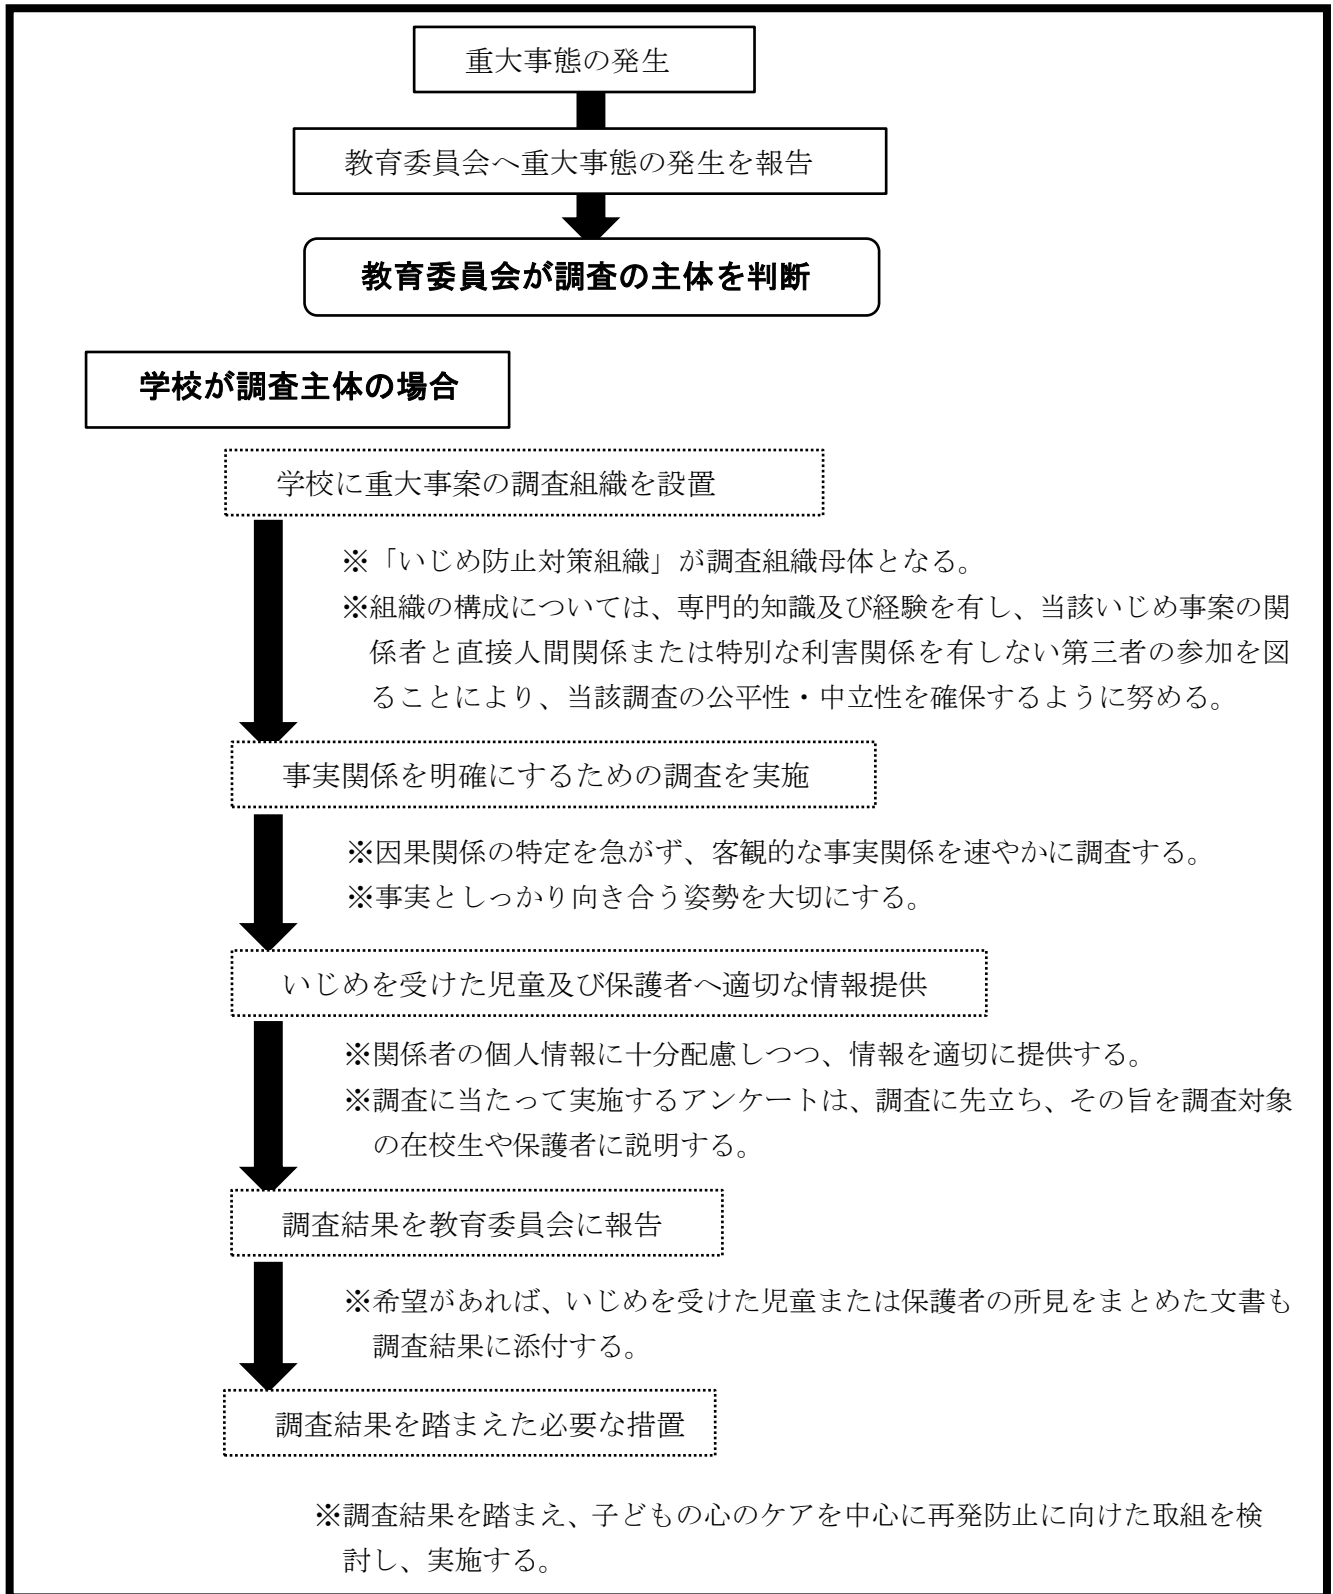 重大事態の発生
教育委員会へ重大事態の発生を報告
教育委員会が調査の主体を判断
学校が調査主体の場合
学校に重大事案の調査組織を設置
※「いじめ防止対策組織」が調査組織母体となる。
※組織の構成については、専門的知識及び経験を有し、当該いじめ事案の関
係者と直接人間関係または特別な利害関係を有しない第三者の参加を図
ることにより、当該調査の公平性・中立性を確保するように努める。
事実関係を明確にするための調査を実施
※因果関係の特定を急がず、客観的な事実関係を速やかに調査する。
※事実としっかり向き合う姿勢を大切にする。
いじめを受けた児童及び保護者へ適切な情報提供
※関係者の個人情報に十分配慮しつつ、情報を適切に提供する。
※調査に当たって実施するアンケートは、調査に先立ち、その旨を調査対象
の在校生や保護者に説明する。
調査結果を教育委員会に報告
※希望があれば、いじめを受けた児童または保護者の所見をまとめた文書も
調査結果に添付する。
調査結果を踏まえた必要な措置
※調査結果を踏まえ、子どもの心のケアを中心に再発防止に向けた取組を検
討し、実施する。